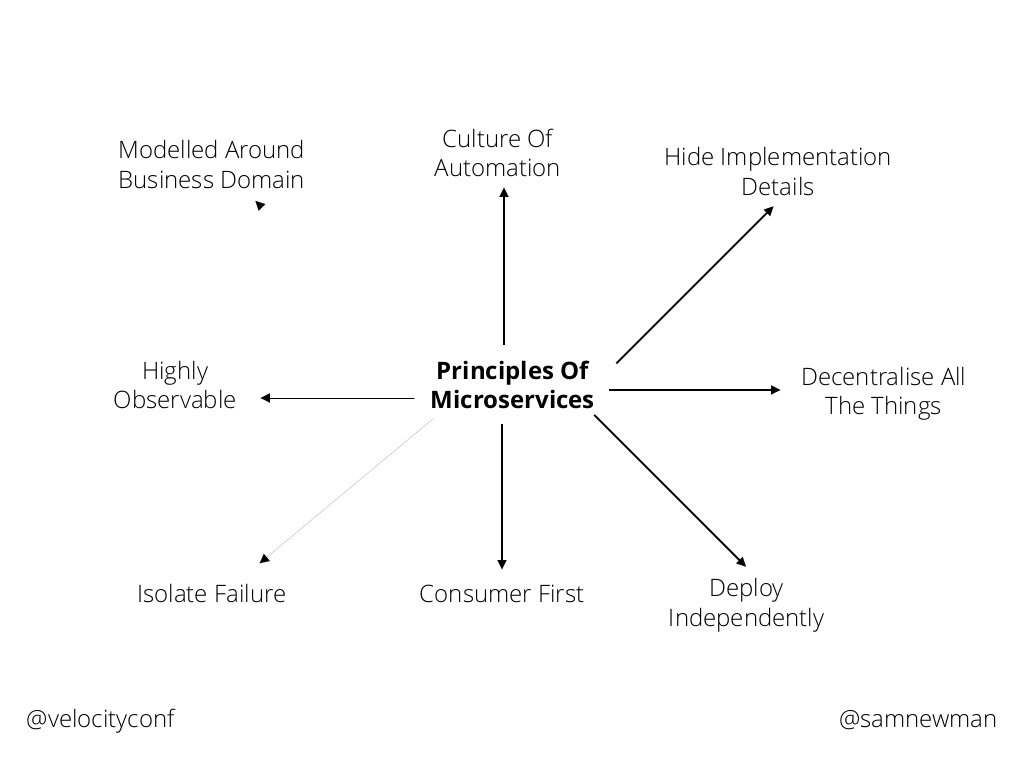 Modelled Around
Business Domain
Culture Of
Automation
Hide Implementation
Details
Highly
Observable
Principles Of
Microservices
Decentralise All
The Things
Isolate Failure
Consumer First
Deploy
Independently
@velocityconf
@samnewman